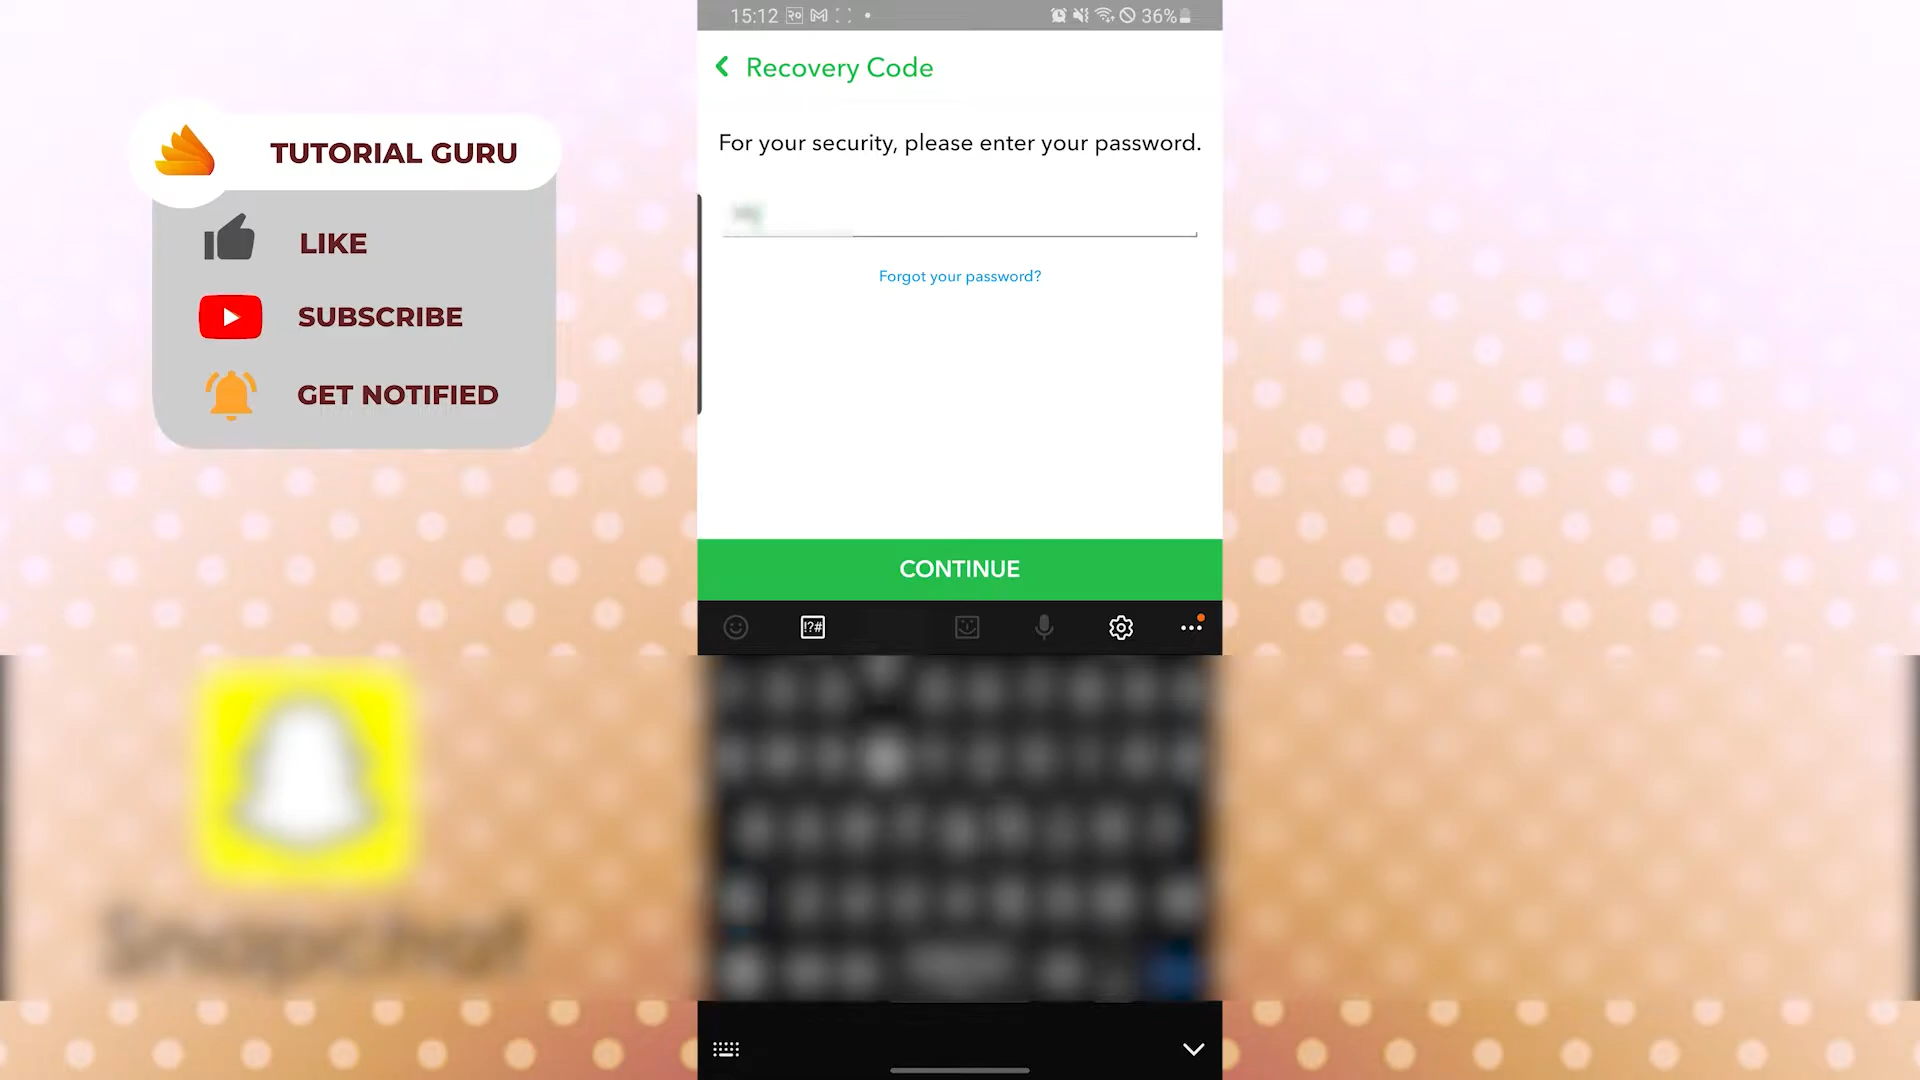 15:12
36%
Recovery Code
For your security, please enter your password.
Forgot your password?
CONTINUE
!?#
TUTORIAL GURU
LIKE
SUBSCRIBE
GET NOTIFIED
Snapchat